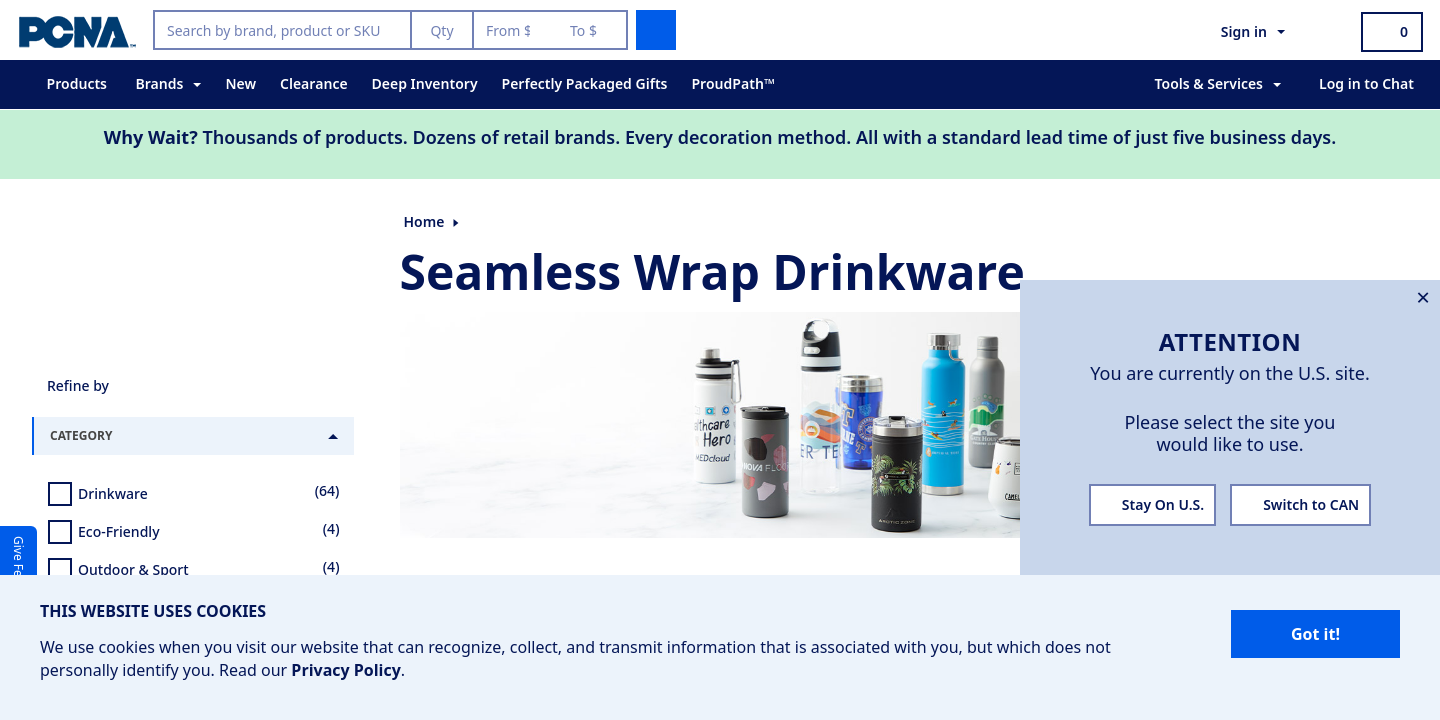 PCNA
Search by brand, product or SKU
Qty
From $
To $
Sign in
0
Products
Brands
New
Clearance
Deep Inventory
Perfectly Packaged Gifts
ProudPath™
Tools & Services
Log in to Chat
Why Wait? Thousands of products. Dozens of retail brands. Every decoration method. All with a standard lead time of just five business days.
Home
Seamless Wrap Drinkware
Refine by
CATEGORY
Drinkware (64)
Eco-Friendly (4)
Outdoor & Sport (4)
Give Fe
Hero
MEDcloud
NOVA FLO
ARCTIC ZONE
ATTENTION
You are currently on the U.S. site.
Please select the site you
would like to use.
Stay On U.S.
Switch to CAN
THIS WEBSITE USES COOKIES
We use cookies when you visit our website that can recognize, collect, and transmit information that is associated with you, but which does not
personally identify you. Read our Privacy Policy.
Got it!